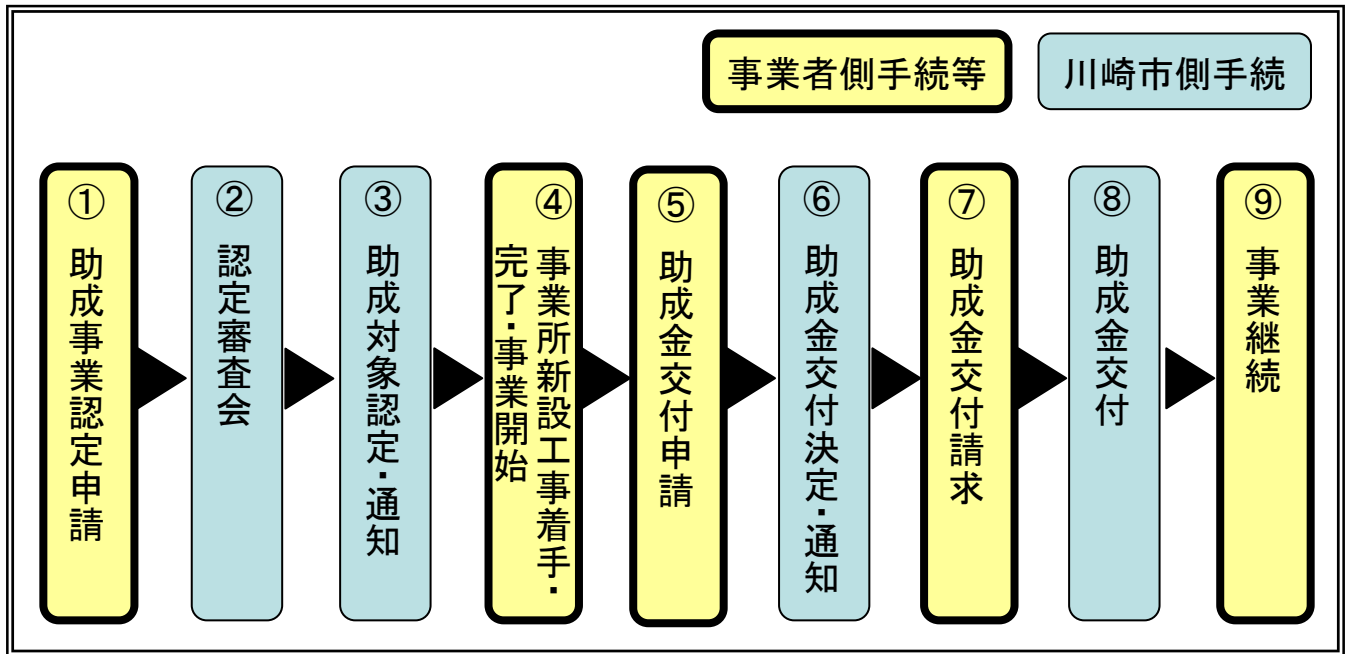 事業者側手続等
川崎市側手続
①
助成事業認定申請
②
認定審査会
③
助成対象認定・通知
④
事業所新設工事着手・
完了・事業開始
⑤
助成金交付申請
⑥
助成金交付決定・通知
⑦
助成金交付請求
⑧
助成金交付
⑨
事業継続